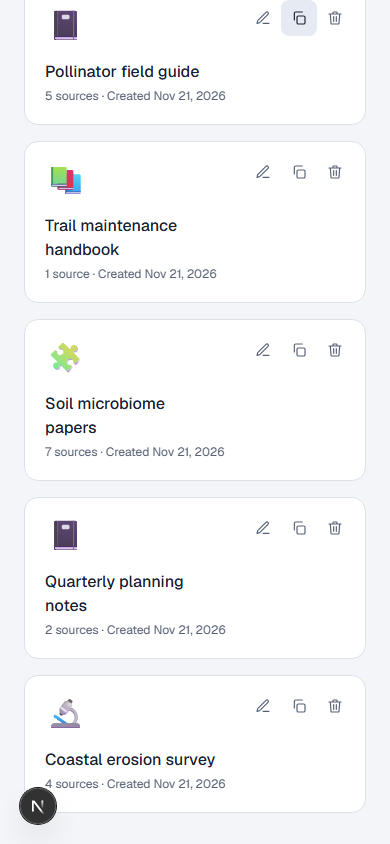 Pollinator field guide
5 sources · Created Nov 21, 2026
Trail maintenance
handbook
1 source · Created Nov 21, 2026
Soil microbiome
papers
7 sources · Created Nov 21, 2026
Quarterly planning
notes
2 sources · Created Nov 21, 2026
Coastal erosion survey
4 sources · Created Nov 21, 2026
N